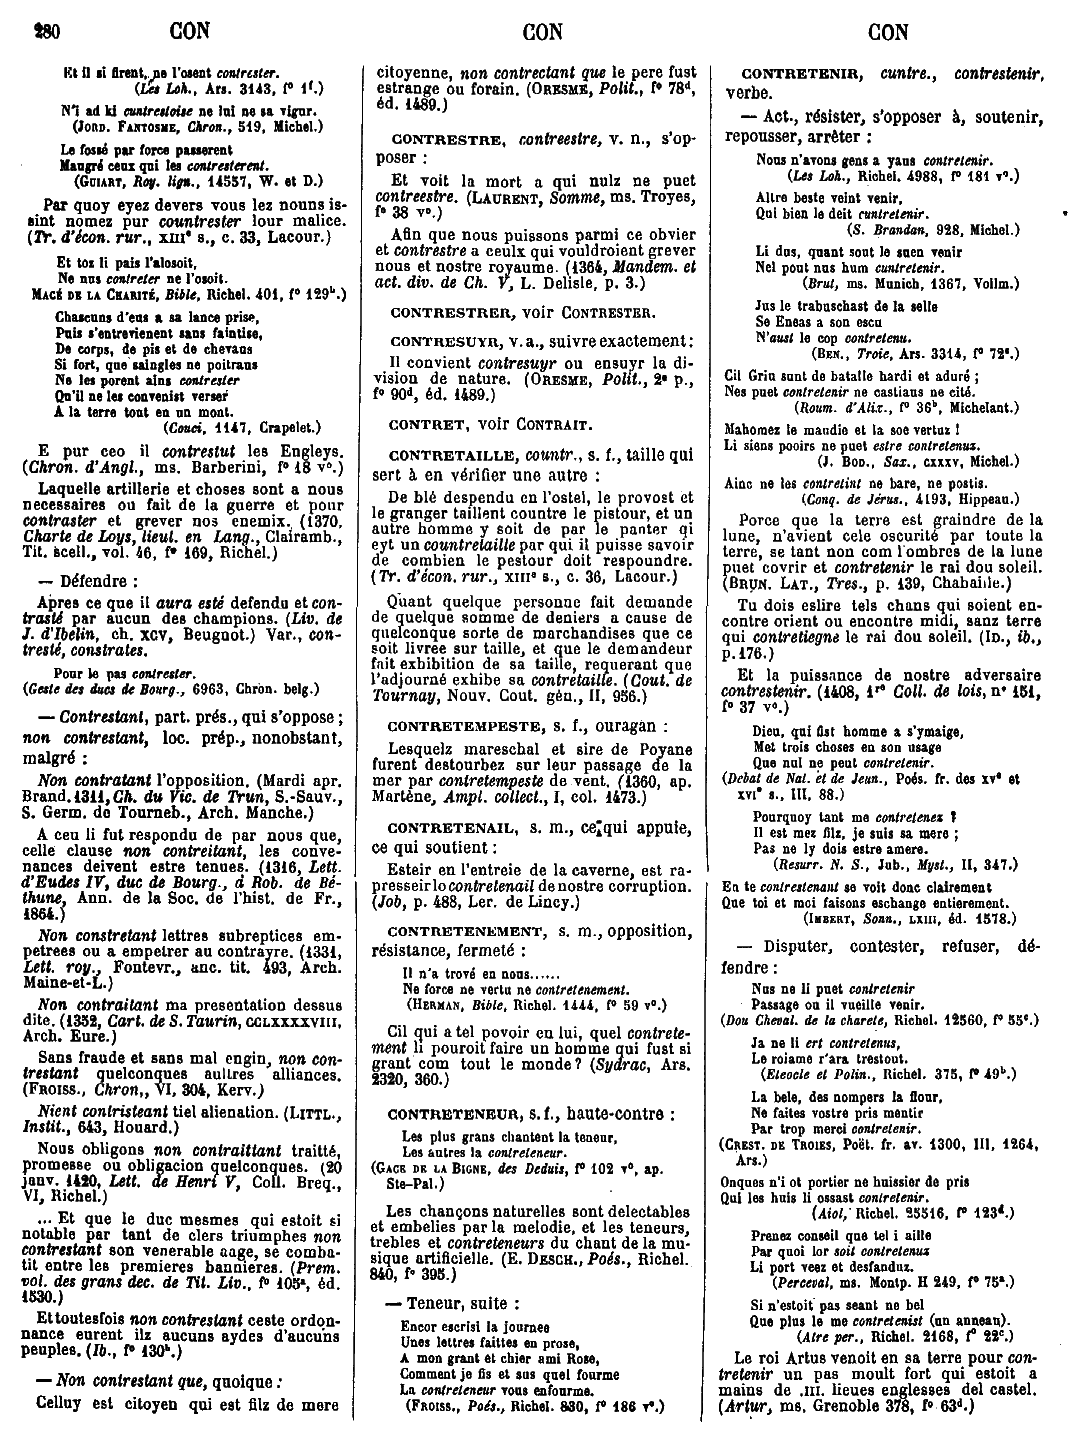 280 CON CON CON
Et il si firent, ne l'osent contrester.
(Les Loh., Ars. 3143, f° 1f.)
N'i ad ki cuntrestoise ne lui ne sa vigur.
(JORD. FANTOSME, Chron., 519, Michel.)
Le fossé par force passerent
Maugré ceux qui les contresterent.
(GUIART, Roy. lign., 14557, W. et D.)
Par quoy eyez devers vous lez nouns is-
sint nomez pur countrester lour malice.
(Tr. d'écon. rur., XIIIe s., c. 33, Lacour.)
Et toz li pais l'alosoit,
Ne nus contreter ne l'osoit.
MACÉ DE LA CHARITÉ, Bible, Richel. 401, f° 129b.)
Chascuns d'eus a sa lance prise,
Puis s'entrevienent sans faintise,
De corps, de pis et de chevaus
Si fort, que saingles ne poitraus
Ne les porent ains contrester
Qu'il ne les convenist verser
A la terre tout en un mont.
(Couci, 1147, Crapelet.)
E pur ceo il contrestut les Engleys.
(Chron. d'Angl., ms. Barberini, f° 18 v°.)
Laquelle artillerie et choses sont a nous
necessaires ou fait de la guerre et pour
contraster et grever nos enemix. (1370,
Charte de Loys, lieut. en Lang., Clairamb.,
Tit. scell., vol. 46, f° 169, Richel.)
— Défendre :
Apres ce que il aura esté defendu et con-
trasté par aucun des champions. (Liv. de
J. d'Ibelin, ch. XCV, Beugnot.) Var., con-
tresté, constrates.
Pour le pas contrester.
(Geste des ducs de Bourg., 6963, Chron. belg.)
— Contrestant, part. prés., qui s'oppose ;
non contrestant, loc. prép., nonobstant,
malgré :
Non contratant l'opposition. (Mardi apr.
Brand. 1311, Ch. du Vic. de Trun, S.-Sauv.,
S. Germ. de Tourneb., Arch. Manche.)
A ceu li fut respondu de par nous que,
celle clause non contreitant, les conve-
nances deivent estre tenues. (1316, Lett.
d'Eudes IV, duc de Bourg., à Rob. de Bé-
thune, Ann. de la Soc. de l'hist. de Fr.,
1864.)
Non constretant lettres subreptices em-
petrees ou a empetrer au contrayre. (1331,
Lett. roy., Fontevr., anc. tit. 493, Arch.
Maine-et-L.)
Non contraitant ma presentation dessus
dite. (1352, Cart. de S. Taurin, CCLXXXXVIII,
Arch. Eure.)
Sans fraude et sans mal engin, non con-
trestant quelconques aultres alliances.
(FROISS., Chron,, VI, 304, Kerv.)
Nient contristeant tiel alienation. (LITTL.,
Instit., 643, Houard.)
Nous obligons non contraittant traitté,
promesse ou obligacion quelconques. (20
janv. 1420, Lett. de Henri V, Coll. Breq.,
VI, Richel.)
... Et que le duc mesmes qui estoit si
notable par tant de clers triumphes non
contrestant son venerable aage, se comba-
tit entre les premieres bannieres. (Prem.
vol. des grans dec. de Tit. Liv., f° 105a, éd.
1530.)
Et toutesfois non contrestant ceste ordon-
nance eurent ilz aucuns aydes d'aucuns
peuples. (Ib., f° 130b.)
— Non contrestant que, quoique :
Celluy est citoyen qui est filz de mere
citoyenne, non contrectant que le pere fust
estrange ou forain. (ORESME, Polit., f° 78d,
éd. 1489.)
CONTRESTRE, contreestre, v. n., s'op-
poser :
Et voit la mort a qui nulz ne puet
contreestre. (LAURENT, Somme, ms. Troyes,
f° 38 v°.)
Afin que nous puissons parmi ce obvier
et contrestre a ceulx qui vouldroient grever
nous et nostre royaume. (1364, Mandem. et
act. div. de Ch. V, L. Delisle, p. 3.)
CONTRESTRER, voir CONTRESTER.
CONTRESUYR, v. a., suivre exactement :
Il convient contresuyr ou ensuyr la di-
vision de nature. (ORESME, Polit., 2e p.,
f° 90d, éd. 1489.)
CONTRET, voir CONTRAIT.
CONTRETAILLE, countr., s. f., taille qui
sert à en vérifier une autre :
De blé despendu en l'ostel, le provost et
le granger taillent countre le pistour, et un
autre homme y soit de par le panter qi
eyt un countretaille par qui il puisse savoir
de combien le pestour doit respoundre.
(Tr. d'écon. rur., XIIIe s., c. 36, Lacour.)
Quant quelque personne fait demande
de quelque somme de deniers a cause de
quelconque sorte de marchandises que ce
soit livree sur taille, et que le demandeur
fait exhibition de sa taille, requerant que
l'adjourné exhibe sa contretaille. (Cout. de
Tournay, Nouv. Cout. gén., II, 956.)
CONTRETEMPESTE, s. f., ouragan :
Lesquelz mareschal et sire de Poyane
furent destourbez sur leur passage de la
mer par contretempeste de vent. (1360, ap.
Martène, Ampl. collect., I, col. 1473.)
CONTRETENAIL, s. m., ce qui appuie,
ce qui soutient :
Esteir en l'entreie de la caverne, est ra-
presseir lo contretenail de nostre corruption.
(Job, p. 488, Ler. de Lincy.)
CONTRETENEMENT, s. m., opposition,
résistance, fermeté :
Il n'a trové en nous......
Ne force ne vertu ne contretenement.
(HERMAN, Bible, Richel. 1444, f° 59 v°.)
Cil qui a tel povoir en lui, quel contrete-
ment li pouroit faire un homme qui fust si
grant com tout le monde ? (Sydrac, Ars.
2320, 360.)
CONTRETENEUR, s. f., haute-contre :
Les plus grans chantent la teneur,
Les autres la contreteneur.
(GACE DE LA BIGNE, des Deduis, f° 102 v°, ap.
Ste-Pal.)
Les chançons naturelles sont delectables
et embelies par la melodie, et les teneurs,
trebles et contreteneurs du chant de la mu-
sique artificielle. (E. DESCH., Poés., Richel.
840, f° 395.)
— Teneur, suite :
Encor escrisi la journee
Unes lettres faittes en prose,
A mon grant et chier ami Rose,
Comment je fis et sus quel fourme
La contreteneur vous enfourme.
(FROISS., Poés., Richel. 830, f° 186 v°.)
CONTRETENIR, cuntre., contrestenir,
verbe.
— Act., résister, s'opposer à, soutenir,
repousser, arrêter :
Nous n'avons gens a yaus contretenir.
(Les Loh., Richel. 4988, f° 181 v°.)
Altre beste veint venir,
Qui bien le deit cuntretenir.
(S. Brandan, 928, Michel.)
Li dus, quant sout le suen venir
Nel pout nus hum cuntretenir.
(Brut, ms. Munich, 1367, Vollm.)
Jus le trabuschast de la selle
Se Eneas a son escu
N'aust le cop contretenu.
(BEN., Troie, Ars. 3314, f° 72e.)
Cil Griu sunt de bataile hardi et aduré ;
Nes puet contretenir ne castiaus ne cité.
(Roum. d'Alix., f° 36b, Michelant.)
Mahomez le maudie et la soe vertuz !
Li siens pooirs ne puet estre contretenuz.
(J. BOD., Sax., CXXXV, Michel.)
Ainc ne les contretint ne bare, ne postis.
(Conq. de Jérus., 4193, Hippeau.)
Porce que la terre est graindre de la
lune, n'avient cele oscurité par toute la
terre, se tant non com l'ombres de la lune
puet covrir et contretenir le rai dou soleil.
(BRUN. LAT., Tres., p. 139, Chabaille.)
Tu dois eslire tels chans qui soient en-
contre orient ou encontre midi, sanz terre
qui contretiegne le rai dou soleil. (ID., ib.,
p. 176.)
Et la puissance de nostre adversaire
contrestenir. (1408, 1re Coll. de lois, n° 151,
f° 37 v°.)
Dieu, qui fist homme a s'ymaige,
Met trois choses en son usage
Que nul ne peut contretenir.
(Debat de Nat. et de Jeun., Poés. fr. des XVe et
XVIe s., III, 88.)
Pourquoy tant me contretenez ?
Il est mez filz, je suis sa mere ;
Pas ne ly dois estre amere.
(Resurr. N. S., Jub., Myst., II, 347.)
En te contrestenant se voit donc clairement
Que toi et moi faisons eschange entierement.
(IMBERT, Sonn., LXIII, éd. 1578.)
— Disputer, contester, refuser, dé-
fendre :
Nus ne li puet contretenir
Passage ou il vueille venir.
(Dou Cheval. de la charete, Richel. 12560, f° 55e.)
Ja ne li ert contretenus,
Le roiame r'ara trestout.
(Eteocle et Polin., Richel. 375, f° 49b.)
La bele, des nompers la flour,
Ne faites vostre pris mentir
Par trop merci contretenir.
(CREST. DE TROIES, Poët. fr. av. 1300, III, 1264,
Ars.)
Onques n'i ot portier ne huissier de pris
Qui les huis li ossast contretenir.
(Aiol, Richel. 25516, f° 123d.)
Prenez conseil que tel i aille
Par quoi lor soit contretenuz
Li port veez et desfanduz.
(Perceval, ms. Montp. H 249, f° 75a.)
Si n'estoit pas seant ne bel
Que plus le me contretenist (un anneau).
(Atre per., Richel. 2168, f° 22c.)
Le roi Artus venoit en sa terre pour con-
tretenir un pas moult fort qui estoit a
mains de .III. lieues englesses del castel.
(Artur, ms. Grenoble 378, f° 63d.)